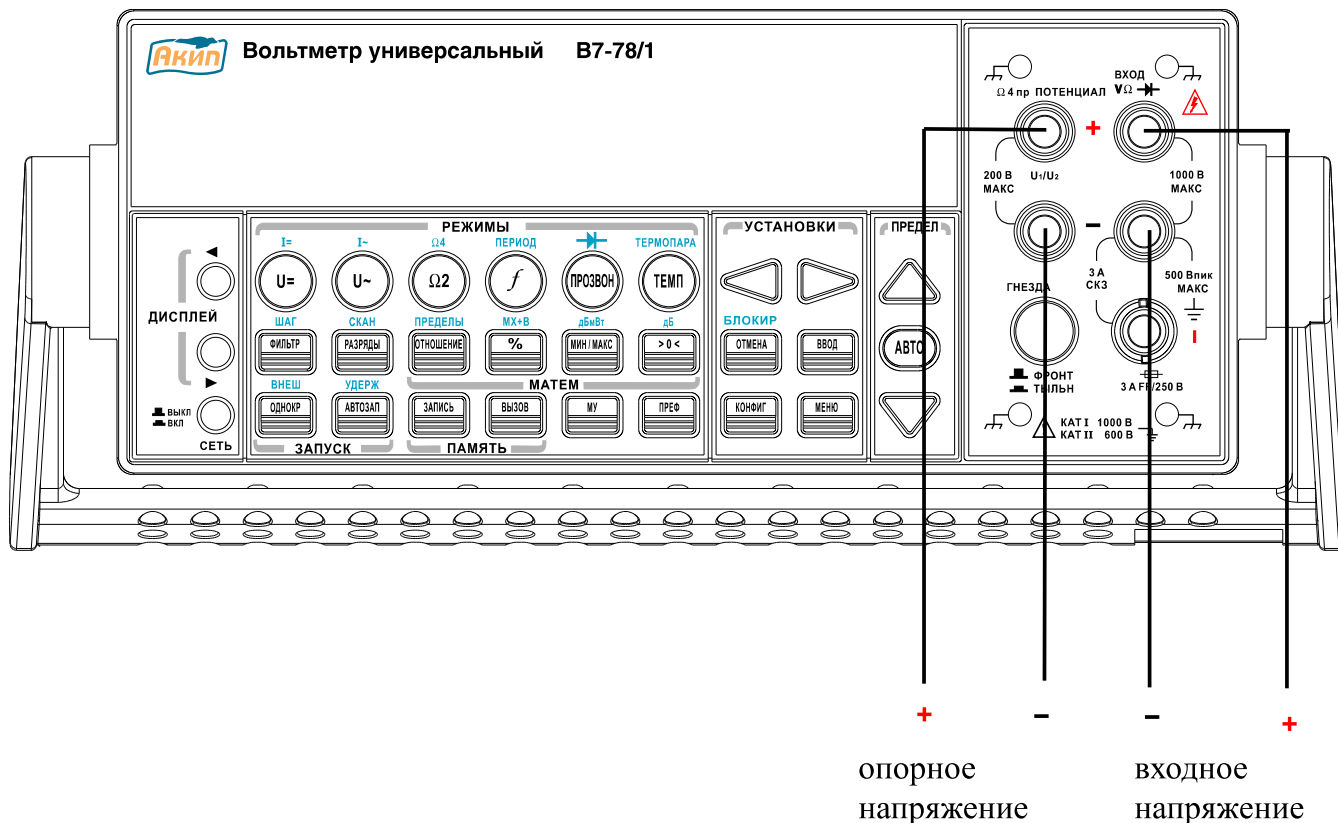 Акип Вольтметр универсальный В7-78/1
ВХОД
Ω 4 пр ПОТЕНЦИАЛ VΩ
+
200 В МАКС
U1/U2
1000 В МАКС
–
3 А СКЗ
500 Впик МАКС
ГНЕЗДА
I
ФРОНТ
ТЫЛЬН
3 A FF/250 В
КАТ I 1000 В
КАТ II 600 В
РЕЖИМЫ
I= I~ Ω4 ПЕРИОД ТЕРМОПАРА
U= U~ Ω2 f ПРОЗВОН ТЕМП
ШАГ СКАН ПРЕДЕЛЫ МХ+В дБмВт дБ
ФИЛЬТР РАЗРЯДЫ ОТНОШЕНИЕ % МИН / МАКС > 0 <
ВНЕШ УДЕРЖ МАТЕМ
ОДНОКР АВТОЗАП ЗАПИСЬ ВЫЗОВ МУ ПРЕФ
ЗАПУСК ПАМЯТЬ
ДИСПЛЕЙ
ВЫКЛ
ВКЛ
СЕТЬ
УСТАНОВКИ
БЛОКИР
ОТМЕНА ВВОД
КОНФИГ МЕНЮ
ПРЕДЕЛ
АВТО
+ – – +
опорное
напряжение
входное
напряжение